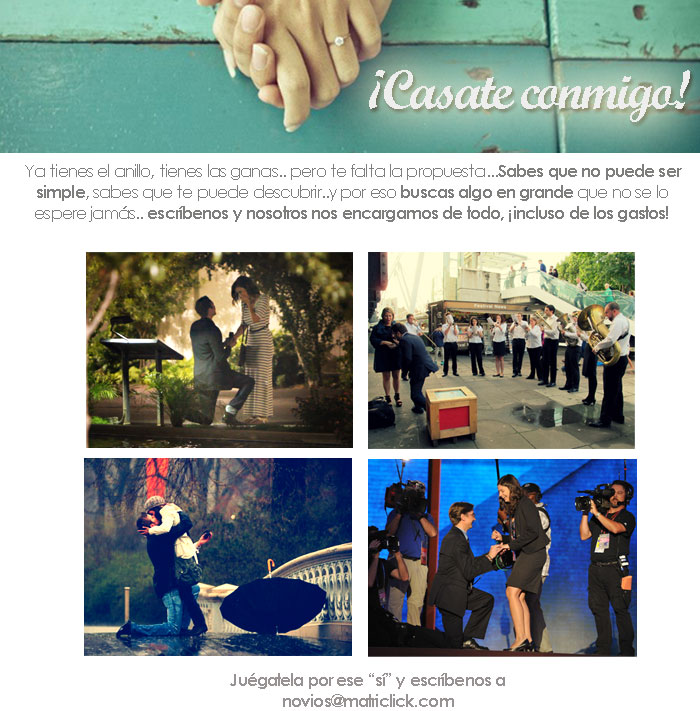 ¡Casate conmigo!
Ya tienes el anillo, tienes las ganas.. pero te falta la propuesta...Sabes que no puede ser
simple, sabes que te puede descubrir..y por eso buscas algo en grande que no se lo
espere jamás.. escríbenos y nosotros nos encargamos de todo, ¡incluso de los gastos!
Juégatela por ese “sí” y escríbenos a
novios@matriclick.com